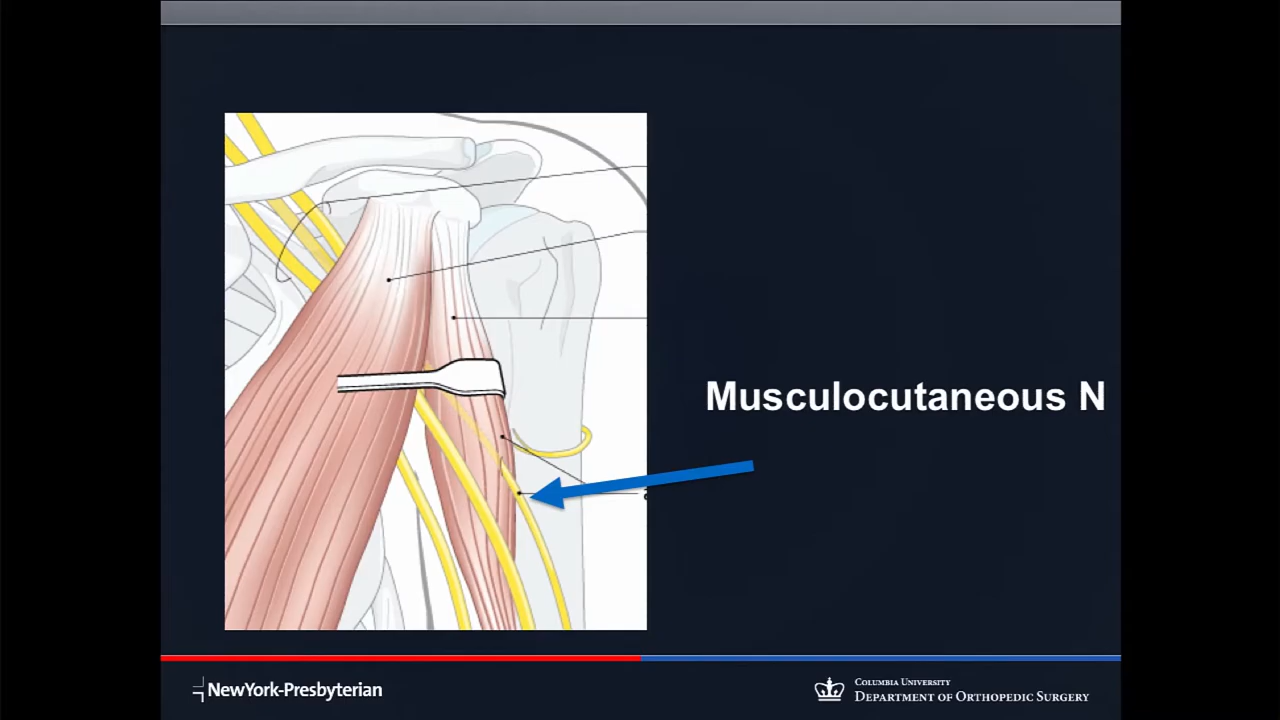 Musculocutaneous N
NewYork-Presbyterian
COLUMBIA UNIVERSITY
DEPARTMENT OF ORTHOPEDIC SURGERY